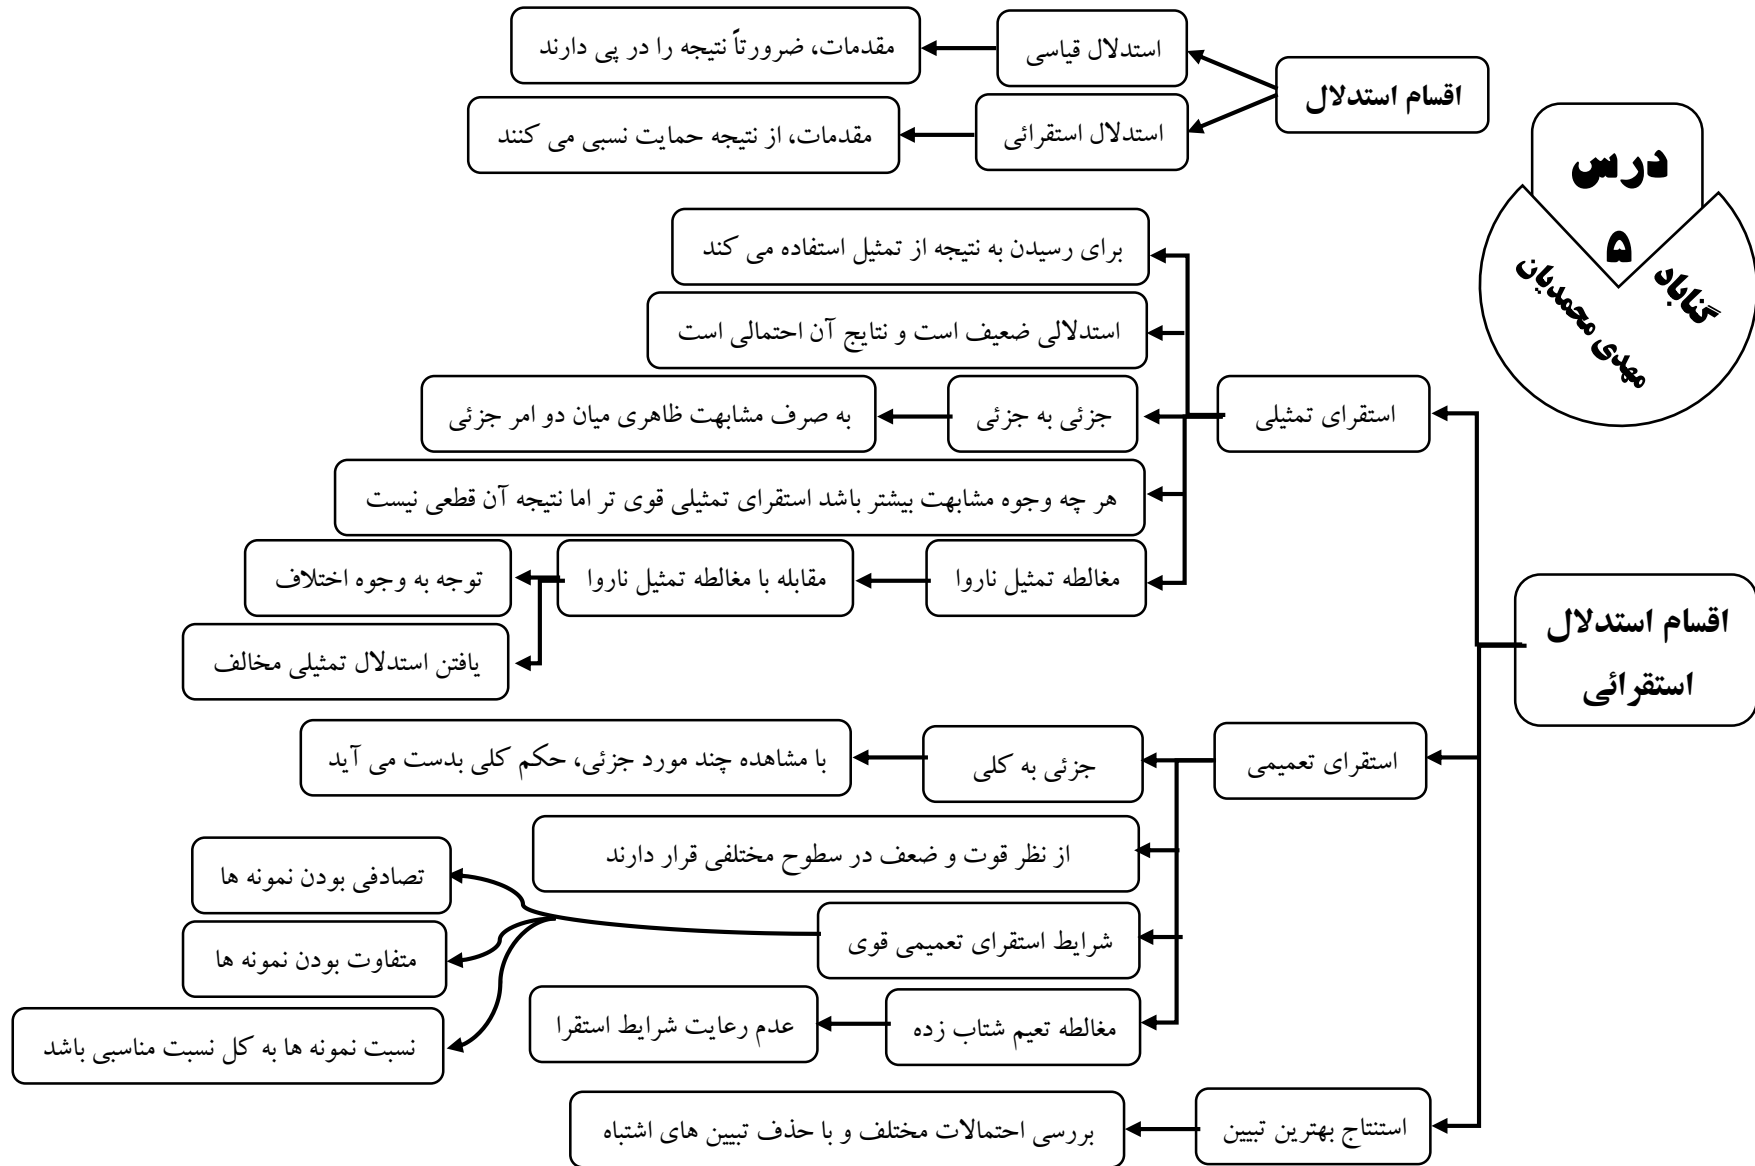 درس
۵
گناباد
مهدی محمدیان
اقسام استدلال
استدلال قیاسی
مقدمات، ضرورتاً نتیجه را در پی دارند
استدلال استقرائی
مقدمات، از نتیجه حمایت نسبی می کنند
اقسام استدلال
استقرائی
استقرای تمثیلی
برای رسیدن به نتیجه از تمثیل استفاده می کند
استدلالی ضعیف است و نتایج آن احتمالی است
جزئی به جزئی
به صرف مشابهت ظاهری میان دو امر جزئی
هر چه وجوه مشابهت بیشتر باشد استقرای تمثیلی قوی تر اما نتیجه آن قطعی نیست
مغالطه تمثیل ناروا
مقابله با مغالطه تمثیل ناروا
توجه به وجوه اختلاف
یافتن استدلال تمثیلی مخالف
استقرای تعمیمی
جزئی به کلی
با مشاهده چند مورد جزئی، حکم کلی بدست می آید
از نظر قوت و ضعف در سطوح مختلفی قرار دارند
شرایط استقرای تعمیمی قوی
تصادفی بودن نمونه ها
متفاوت بودن نمونه ها
نسبت نمونه ها به کل نسبت مناسبی باشد
مغالطه تعیم شتاب زده
عدم رعایت شرایط استقرا
استنتاج بهترین تبیین
بررسی احتمالات مختلف و با حذف تبیین های اشتباه